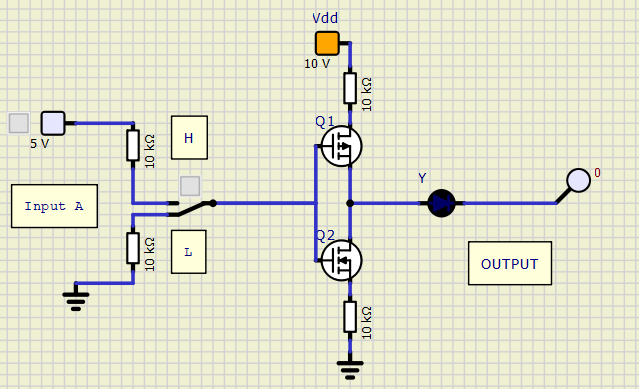 Vdd
10 V
10 kΩ
Q1
5 V
10 kΩ
H
Y
0
Input A
10 kΩ
L
Q2
OUTPUT
10 kΩ